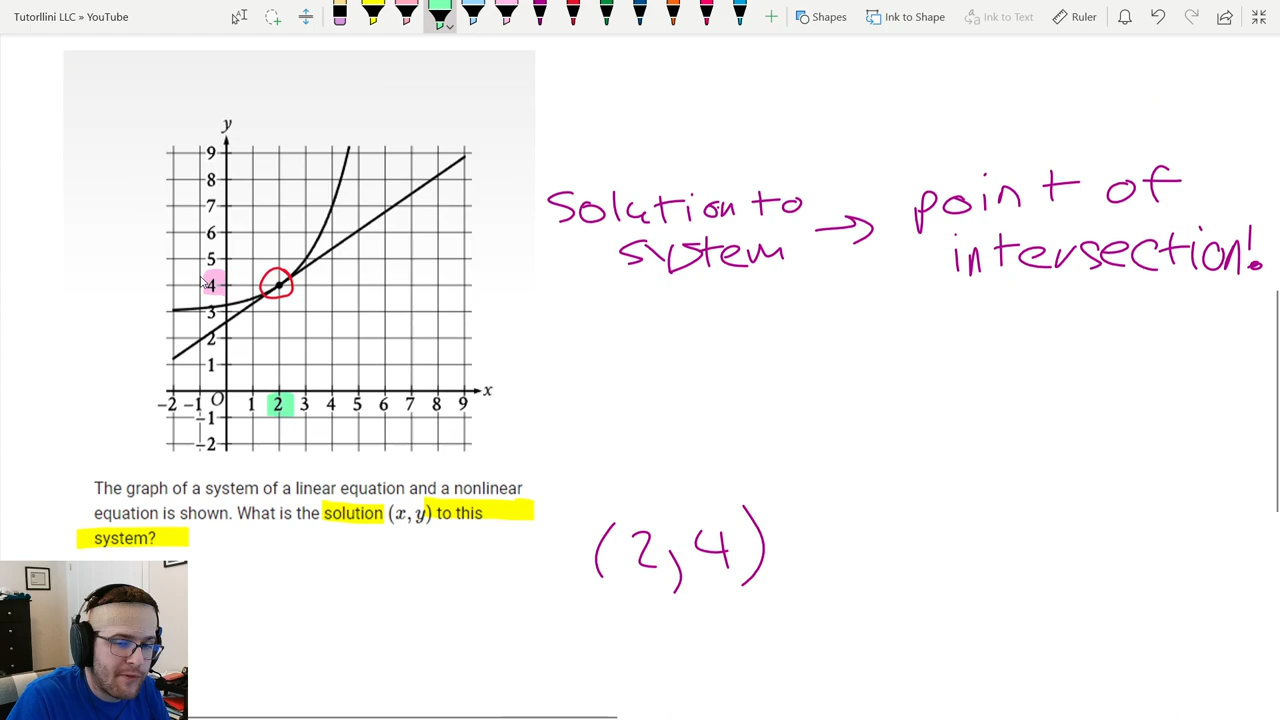 Tutorllini LLC » YouTube
Shapes
Ink to Shape
Ink to Text
Ruler
y
9
8
7
6
5
4
3
2
1
-2 -1 O 1 2 3 4 5 6 7 8 9 x
-1
-2
The graph of a system of a linear equation and a nonlinear
equation is shown. What is the solution (x, y) to this
system?
Solution to
system
→
point of
intersection!
(2,4)